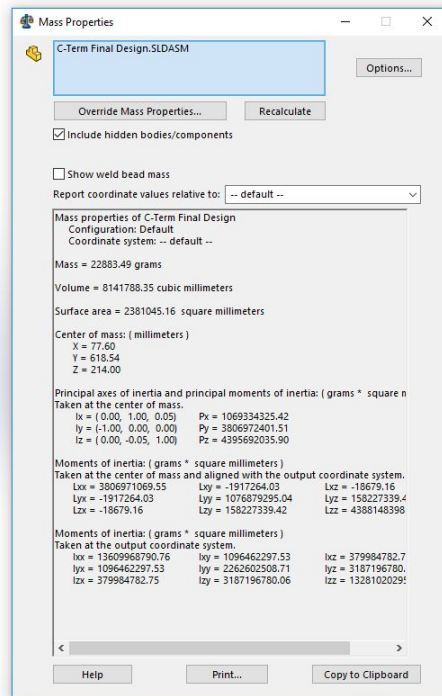 Mass Properties
C-Term Final Design.SLDASM
Options...
Override Mass Properties...
Recalculate
Include hidden bodies/components
Show weld bead mass
Report coordinate values relative to:
-- default --
Mass properties of C-Term Final Design
Configuration: Default
Coordinate system: -- default --
Mass = 22883.49 grams
Volume = 8141788.35 cubic millimeters
Surface area = 2381045.16 square millimeters
Center of mass: ( millimeters )
X = 77.60
Y = 618.54
Z = 214.00
Principal axes of inertia and principal moments of inertia: ( grams * square m
Taken at the center of mass.
Ix = ( 0.00, 1.00, 0.05) Px = 1069334325.42
Iy = (-1.00, 0.00, 0.00) Py = 3806972401.51
Iz = ( 0.00, -0.05, 1.00) Pz = 4395692035.90
Moments of inertia: ( grams * square millimeters )
Taken at the center of mass and aligned with the output coordinate system.
Lxx = 3806971069.55 Lxy = -1917264.03 Lxz = -18679.16
Lyx = -1917264.03 Lyy = 1076879295.04 Lyz = 158227339.4
Lzx = -18679.16 Lzy = 158227339.42 Lzz = 4388148398
Moments of inertia: ( grams * square millimeters )
Taken at the output coordinate system.
Ixx = 13609968790.76 Ixy = 1096462297.53 Ixz = 379984782.7
Iyx = 1096462297.53 Iyy = 2262602508.71 Iyz = 3187196780.
Izx = 379984782.75 Izy = 3187196780.06 Izz = 1328102029
Help
Print...
Copy to Clipboard